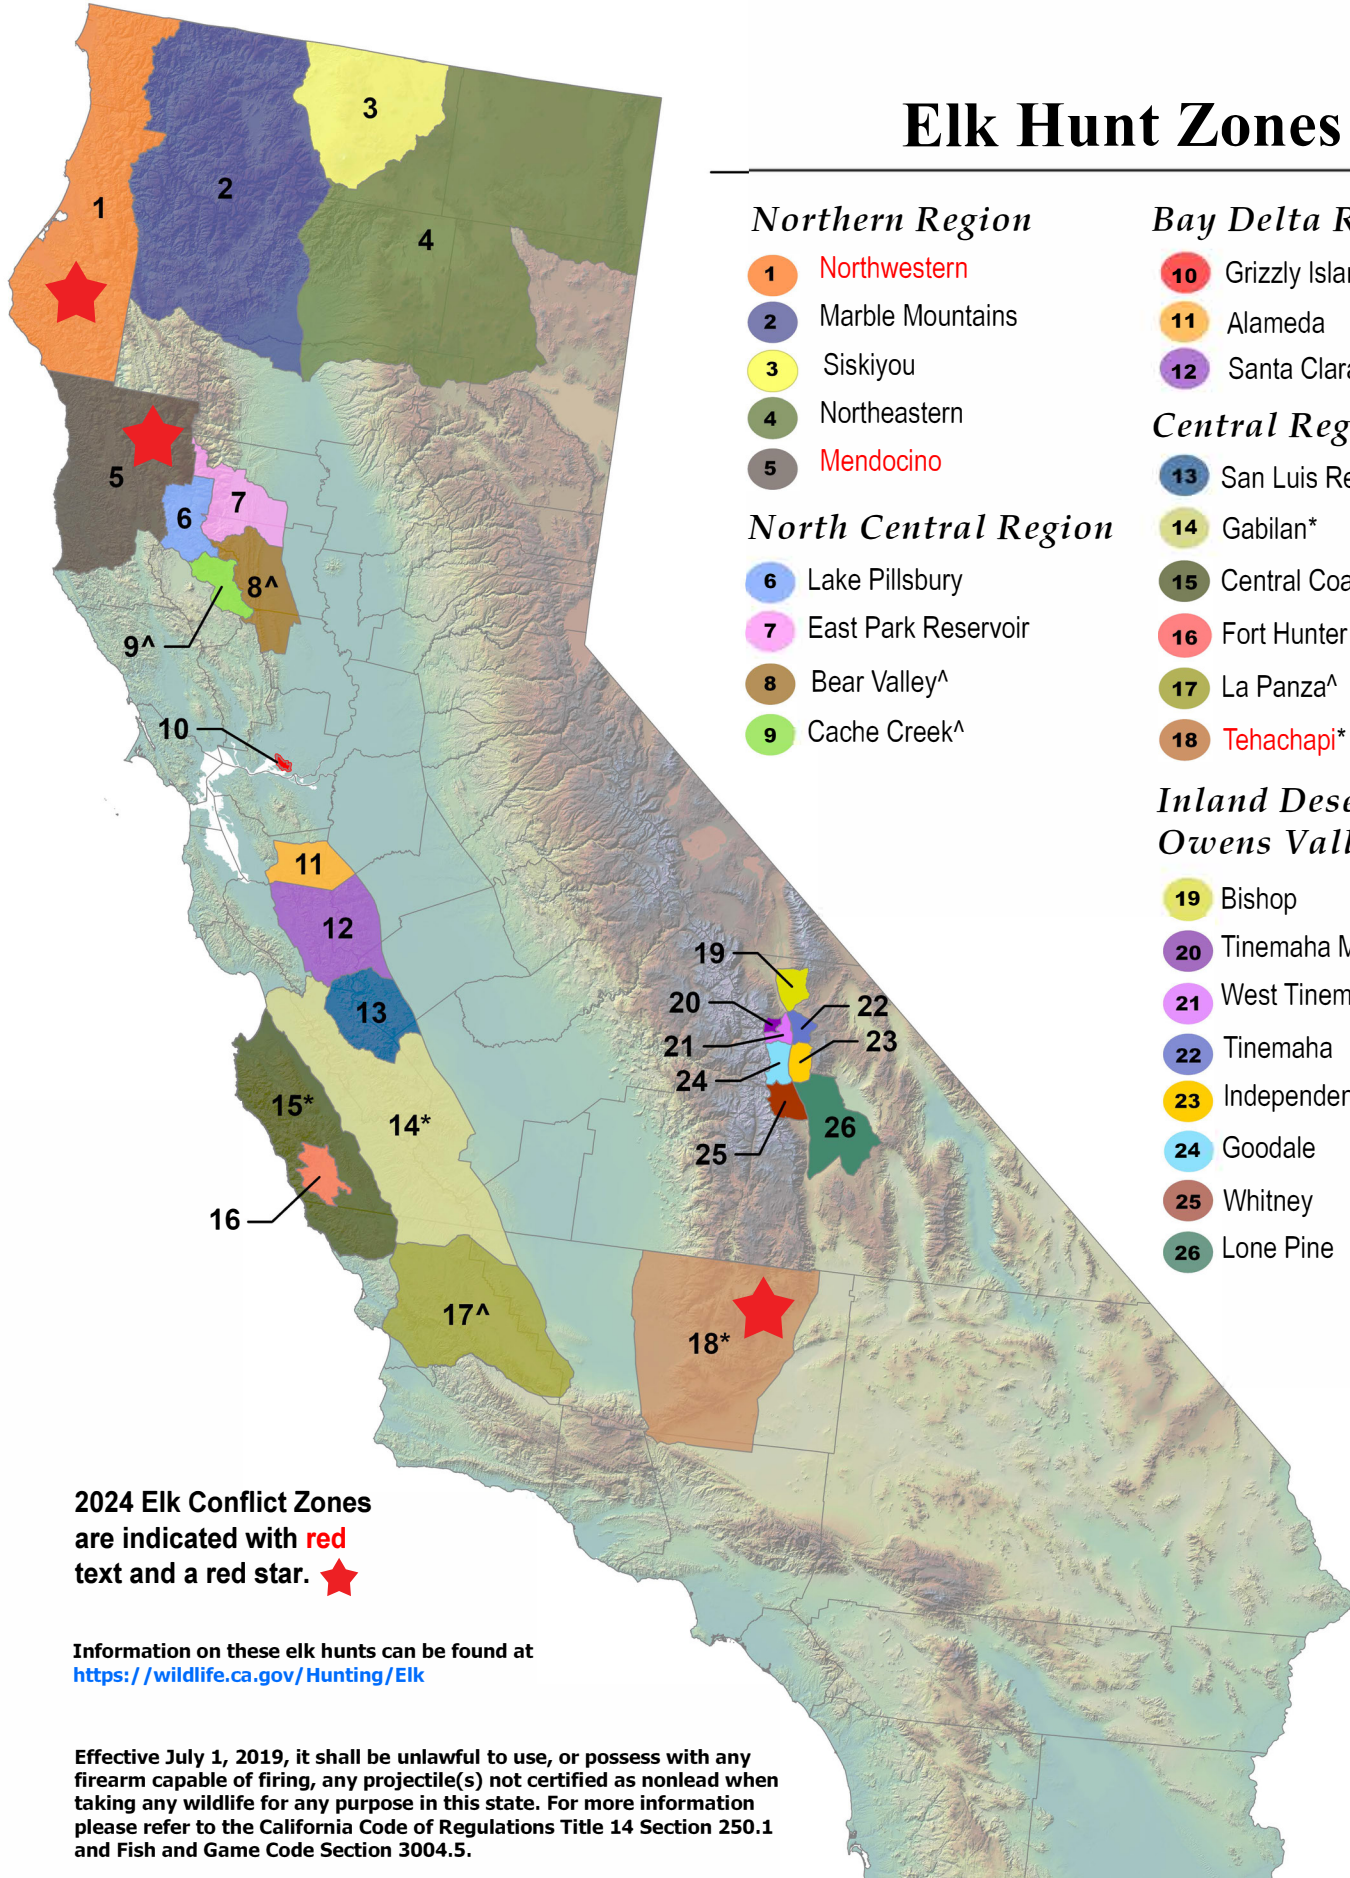 Elk Hunt Zones
Northern Region
1 Northwestern
2 Marble Mountains
3 Siskiyou
4 Northeastern
5 Mendocino
North Central Region
6 Lake Pillsbury
7 East Park Reservoir
8 Bear Valley^
9 Cache Creek^
Bay Delta R
10 Grizzly Isla
11 Alameda
12 Santa Clar
Central Reg
13 San Luis Re
14 Gabilan*
15 Central Coa
16 Fort Hunter
17 La Panza^
18 Tehachapi*
Inland Dese
Owens Vall
19 Bishop
20 Tinemaha M
21 West Tinem
22 Tinemaha
23 Independen
24 Goodale
25 Whitney
26 Lone Pine
1
2
3
4
5
6
7
8^
9^
10
11
12
13
14*
15*
16
17^
18*
19
20
21
22
23
24
25
26
2024 Elk Conflict Zones
are indicated with red
text and a red star.
Information on these elk hunts can be found at
https://wildlife.ca.gov/Hunting/Elk
Effective July 1, 2019, it shall be unlawful to use, or possess with any
firearm capable of firing, any projectile(s) not certified as nonlead when
taking any wildlife for any purpose in this state. For more information
please refer to the California Code of Regulations Title 14 Section 250.1
and Fish and Game Code Section 3004.5.